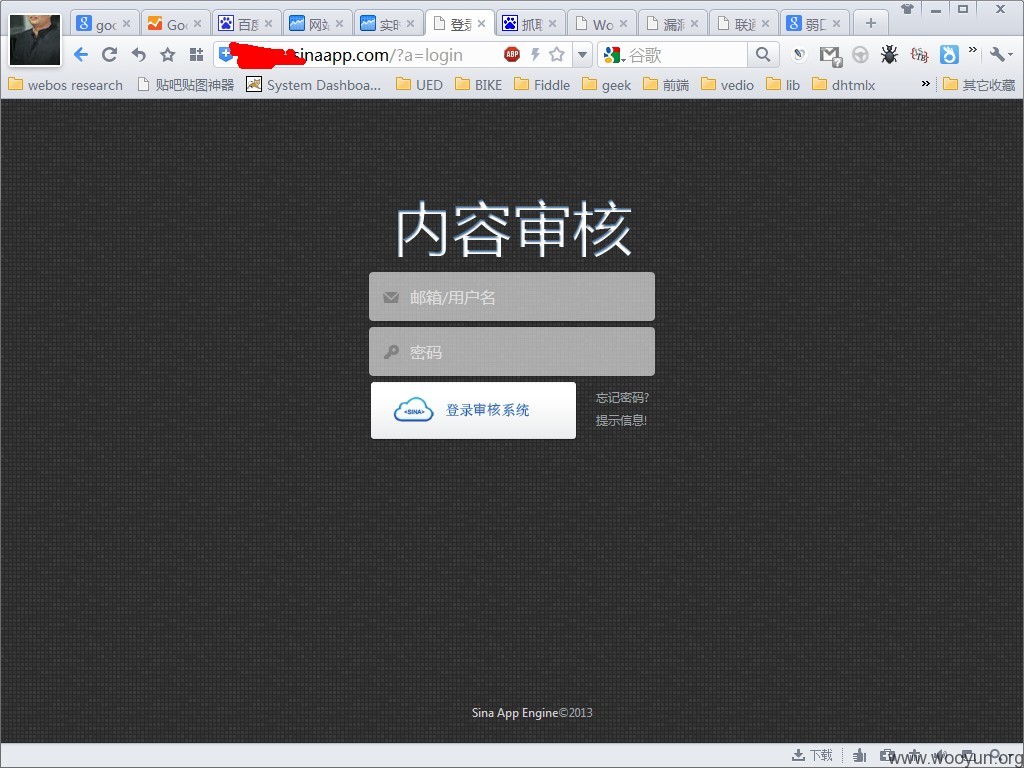 goo
Goo
百度
网站
实时
登录
抓取
Wo
漏洞
联通
弱口
sinaapp.com/?a=login
ABP
谷歌
webos research
贴吧贴图神器
System Dashboa...
UED
BIKE
Fiddle
geek
前端
vedio
lib
dhtmlx
其它收藏
内容审核
邮箱/用户名
密码
<SINA>
登录审核系统
忘记密码?
提示信息!
Sina App Engine©2013
下载
www.wooyun.org